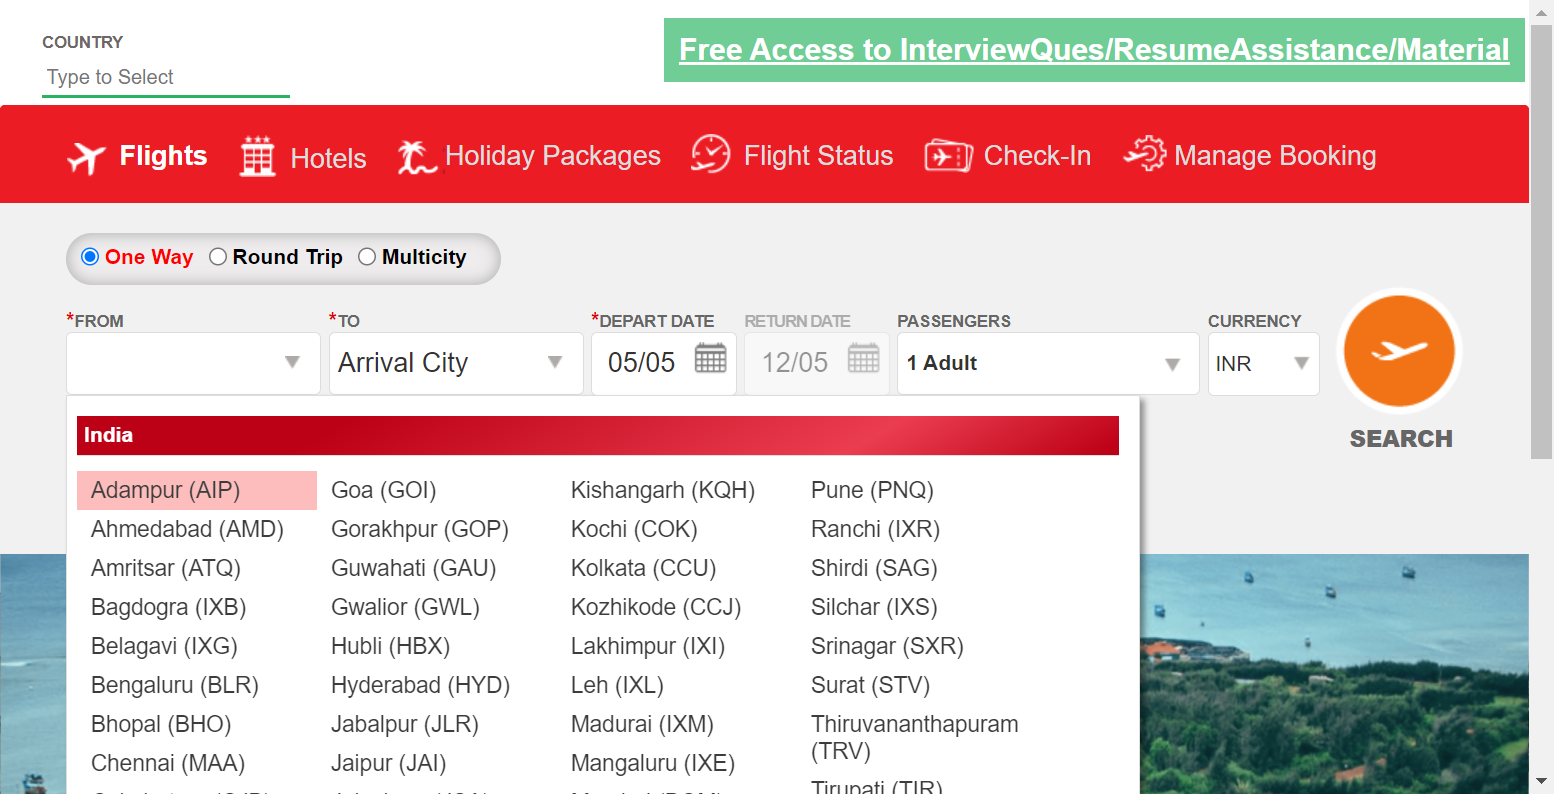 COUNTRY
Type to Select
Free Access to InterviewQues/ResumeAssistance/Material
Flights
Hotels
Holiday Packages
Flight Status
Check-In
Manage Booking
One Way
Round Trip
Multicity
*FROM
*TO
*DEPART DATE
RETURN DATE
PASSENGERS
CURRENCY
Arrival City
05/05
12/05
1 Adult
INR
SEARCH
India
Adampur (AIP)
Ahmedabad (AMD)
Amritsar (ATQ)
Bagdogra (IXB)
Belagavi (IXG)
Bengaluru (BLR)
Bhopal (BHO)
Chennai (MAA)
Goa (GOI)
Gorakhpur (GOP)
Guwahati (GAU)
Gwalior (GWL)
Hubli (HBX)
Hyderabad (HYD)
Jabalpur (JLR)
Jaipur (JAI)
Kishangarh (KQH)
Kochi (COK)
Kolkata (CCU)
Kozhikode (CCJ)
Lakhimpur (IXI)
Leh (IXL)
Madurai (IXM)
Mangaluru (IXE)
Pune (PNQ)
Ranchi (IXR)
Shirdi (SAG)
Silchar (IXS)
Srinagar (SXR)
Surat (STV)
Thiruvananthapuram
(TRV)
Tirupati (TIR)